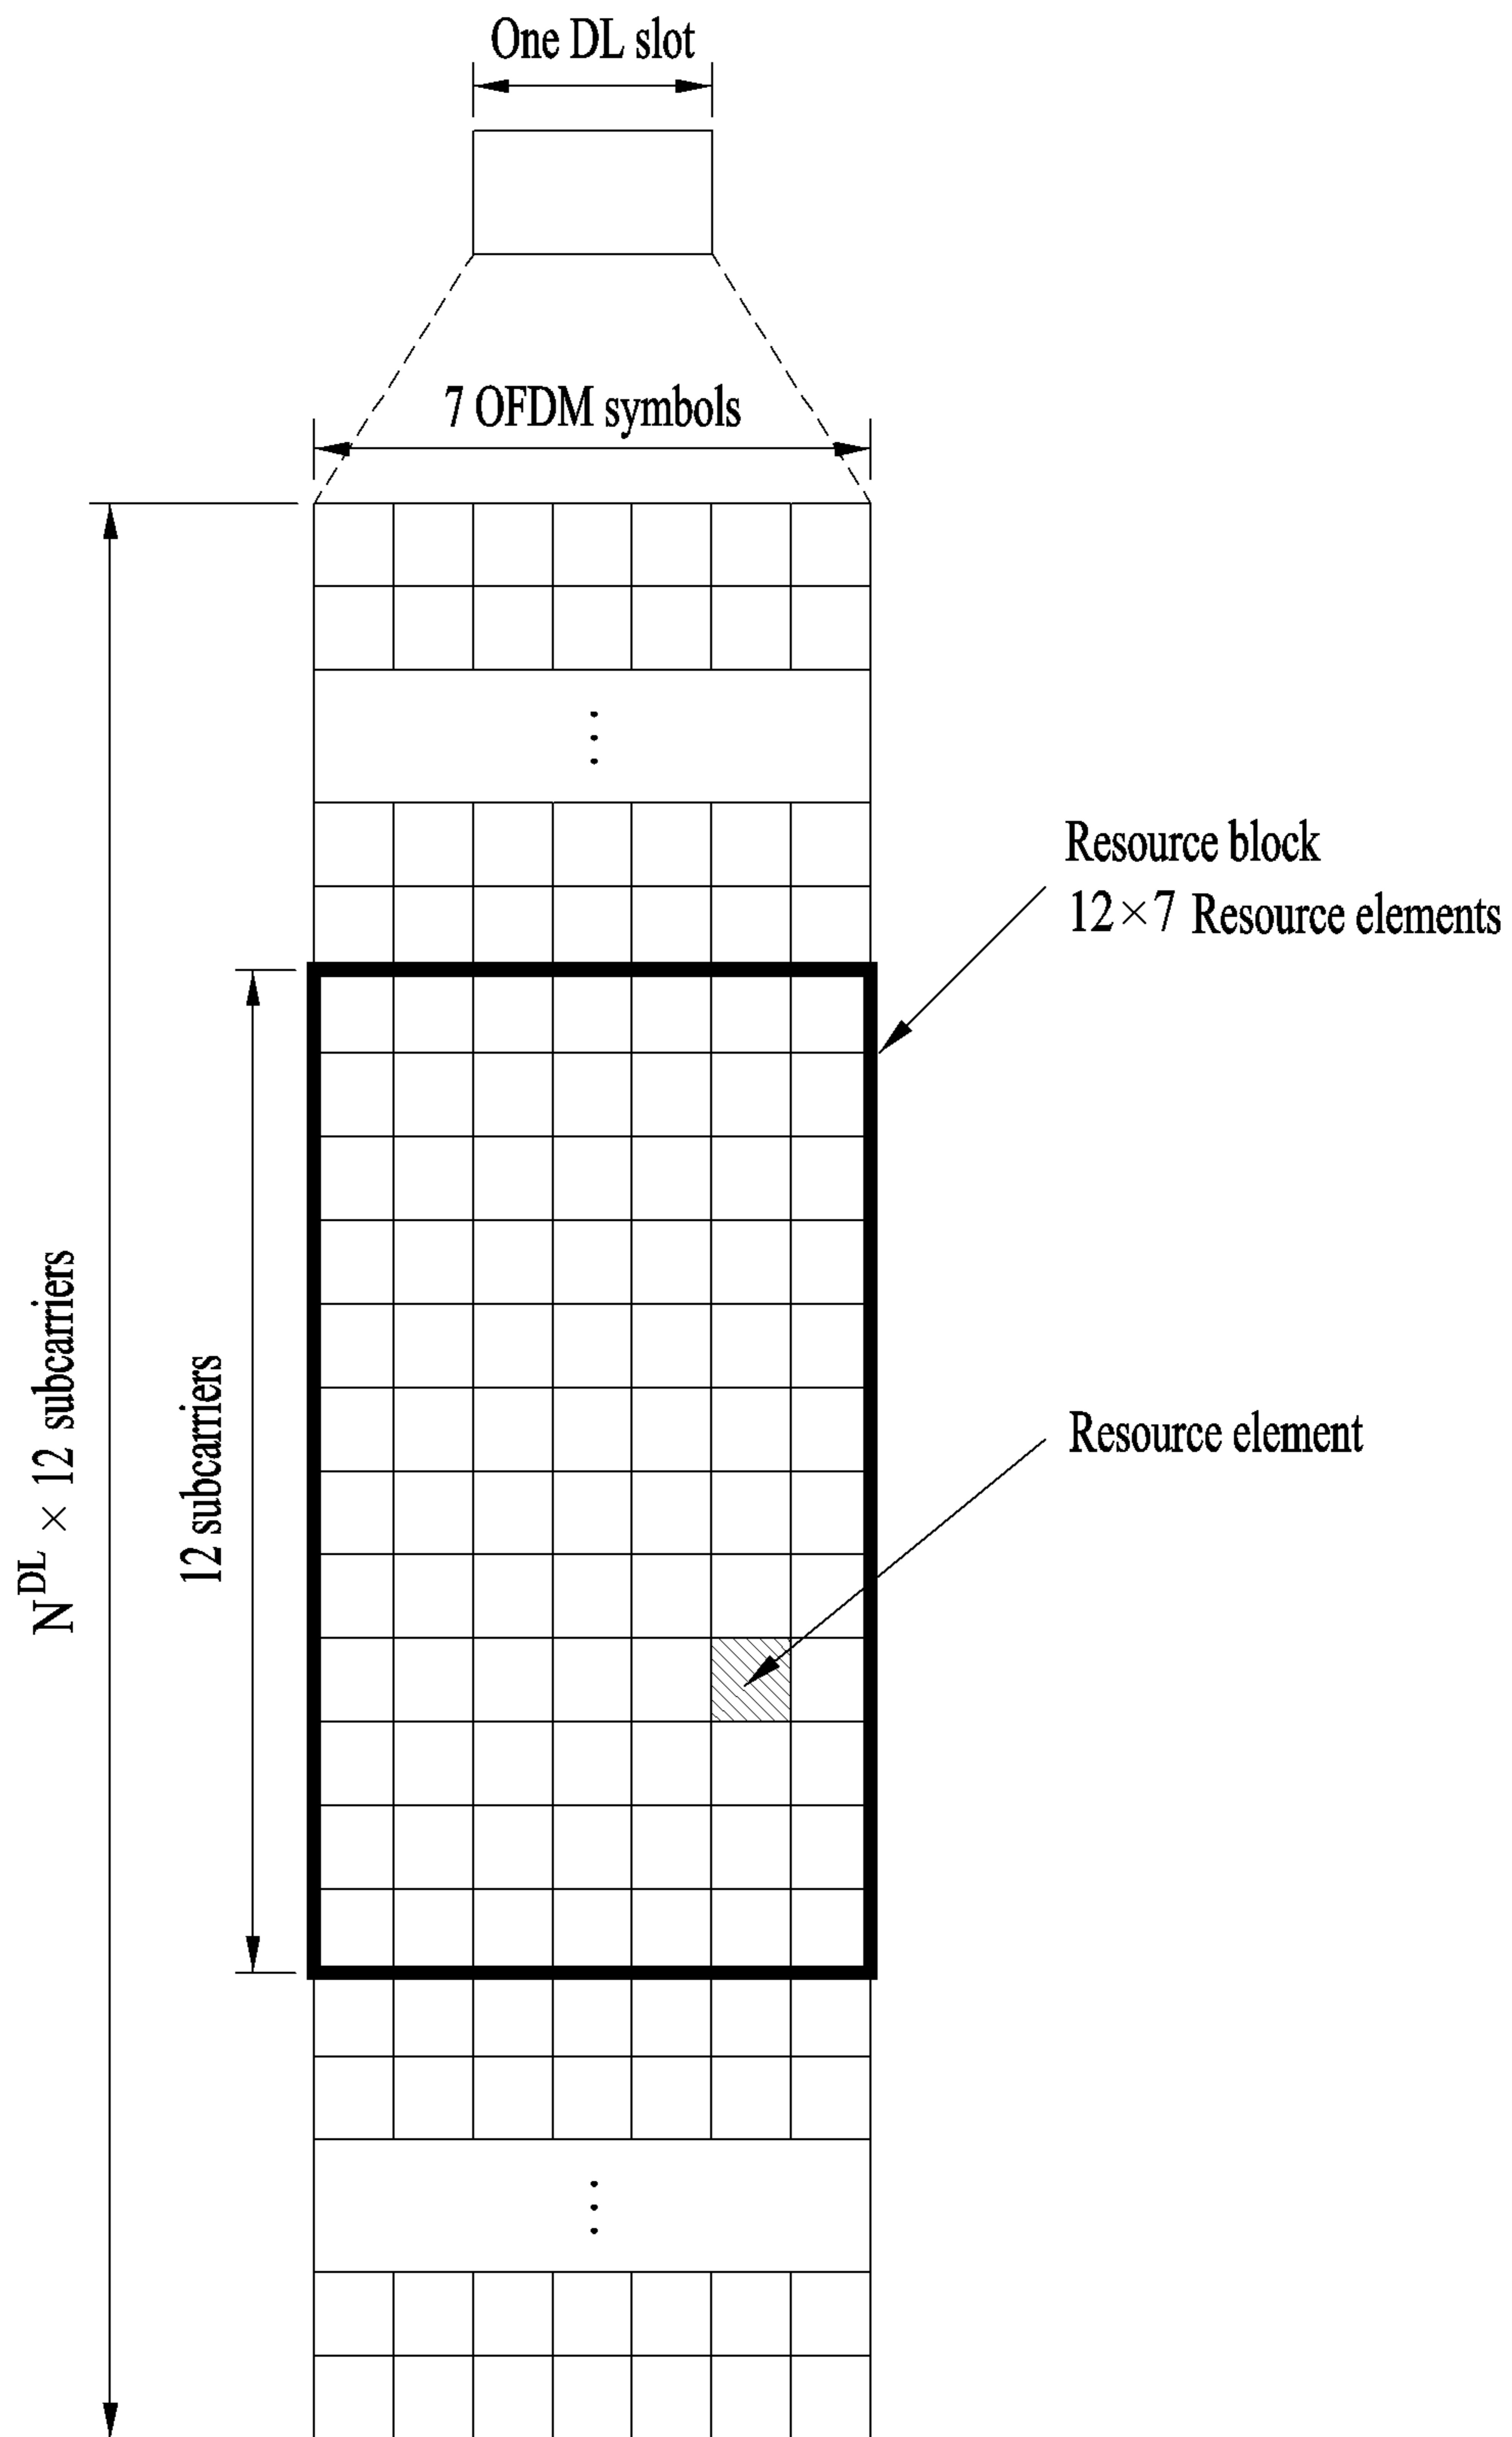 One DL slot
7 OFDM symbols
Resource block
12×7 Resource elements
N^DL × 12 subcarriers
12 subcarriers
Resource element